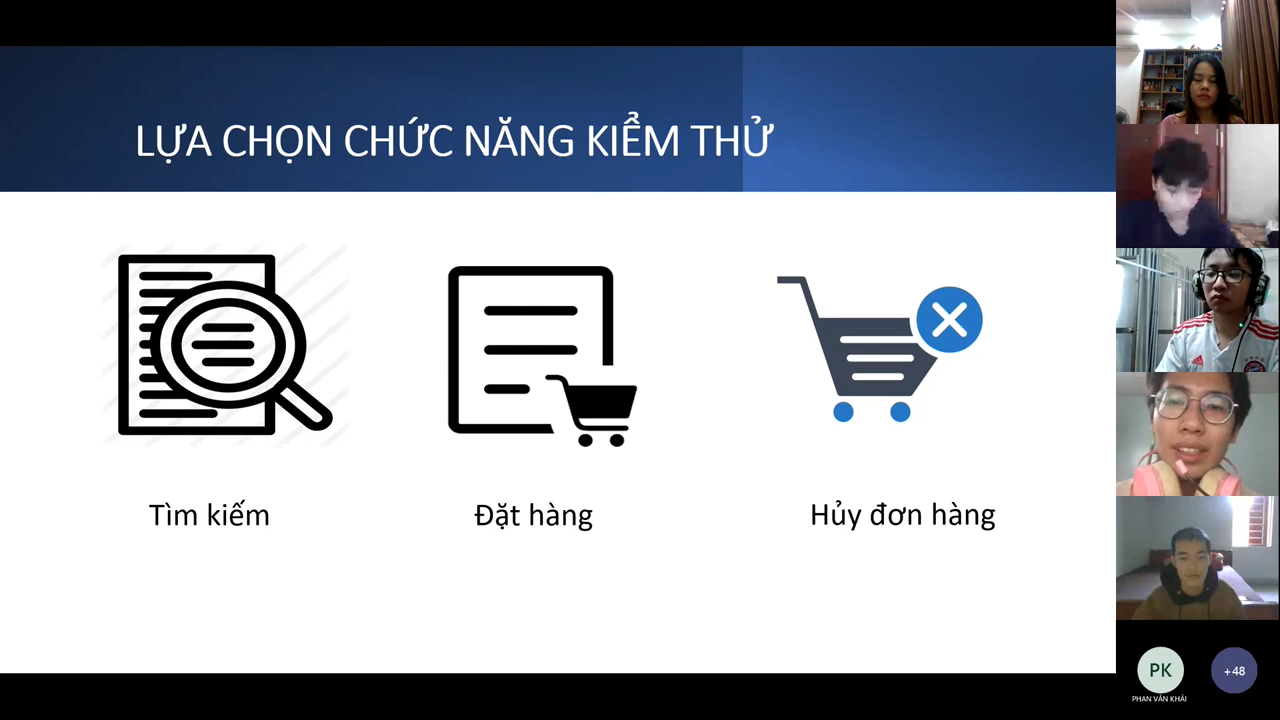 LỰA CHỌN CHỨC NĂNG KIỂM THỬ
Tìm kiếm
Đặt hàng
Hủy đơn hàng
PK
+48
PHAN VĂN KHẢI